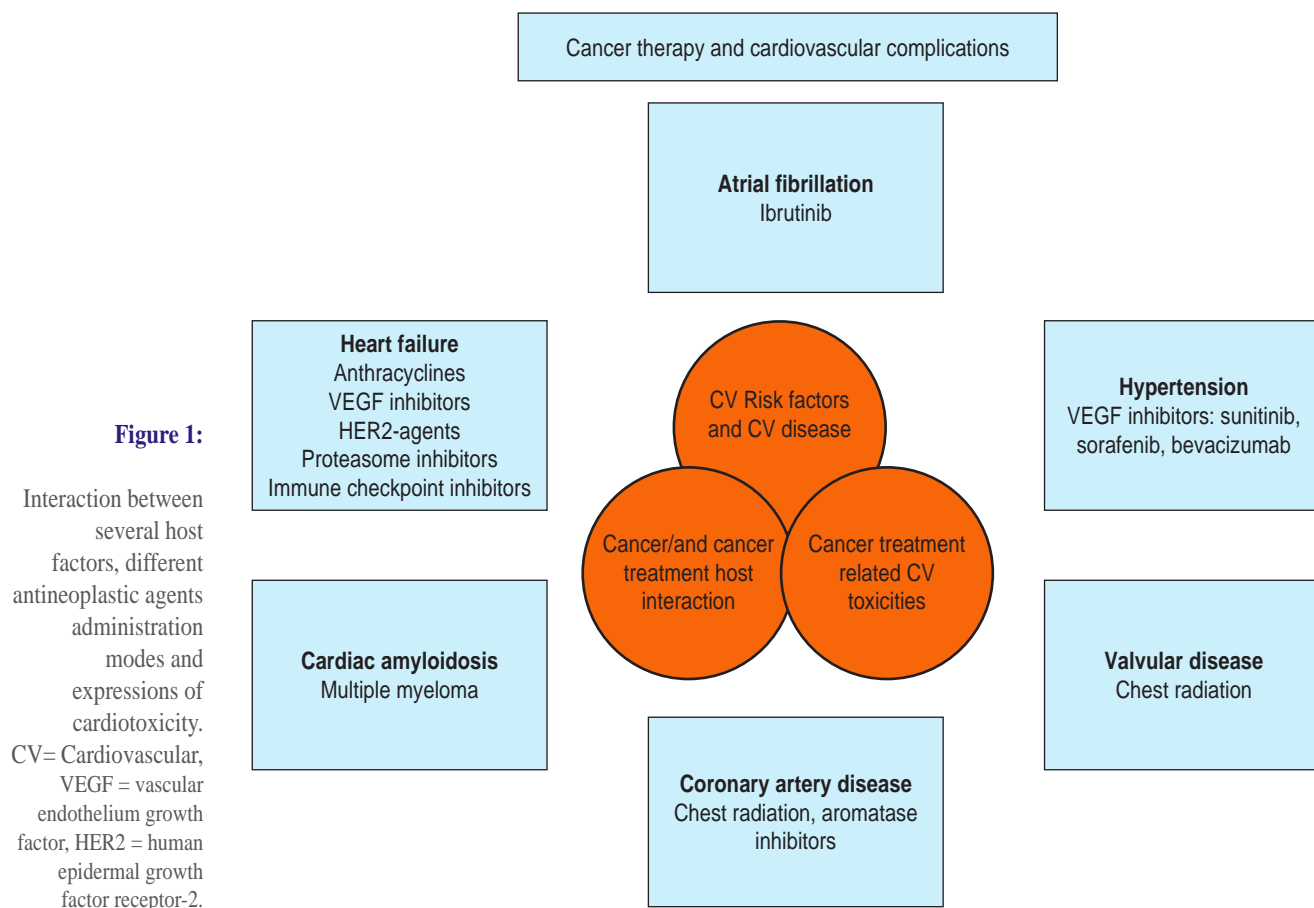 Cancer therapy and cardiovascular complications
Atrial fibrillation
Ibrutinib
Heart failure
Anthracyclines
VEGF inhibitors
HER2-agents
Proteasome inhibitors
Immune checkpoint inhibitors
CV Risk factors
and CV disease
Hypertension
VEGF inhibitors: sunitinib,
sorafenib, bevacizumab
Cancer/and cancer
treatment host
interaction
Cancer treatment
related CV
toxicities
Cardiac amyloidosis
Multiple myeloma
Valvular disease
Chest radiation
Coronary artery disease
Chest radiation, aromatase
inhibitors
Figure 1:
Interaction between
several host
factors, different
antineoplastic agents
administration
modes and
expressions of
cardiotoxicity.
CV= Cardiovascular,
VEGF = vascular
endothelium growth
factor, HER2 = human
epidermal growth
factor receptor-2.